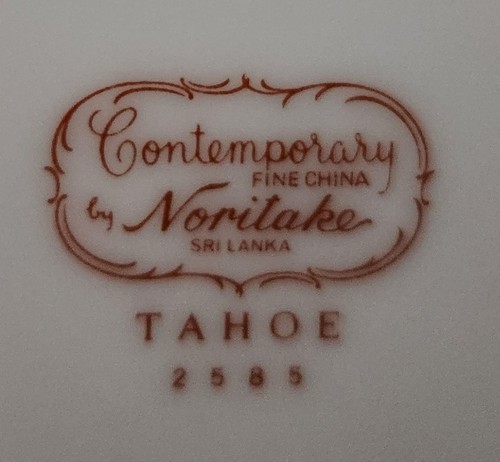 Contemporary
FINE CHINA
by Noritake
SRI LANKA
TAHOE
2585